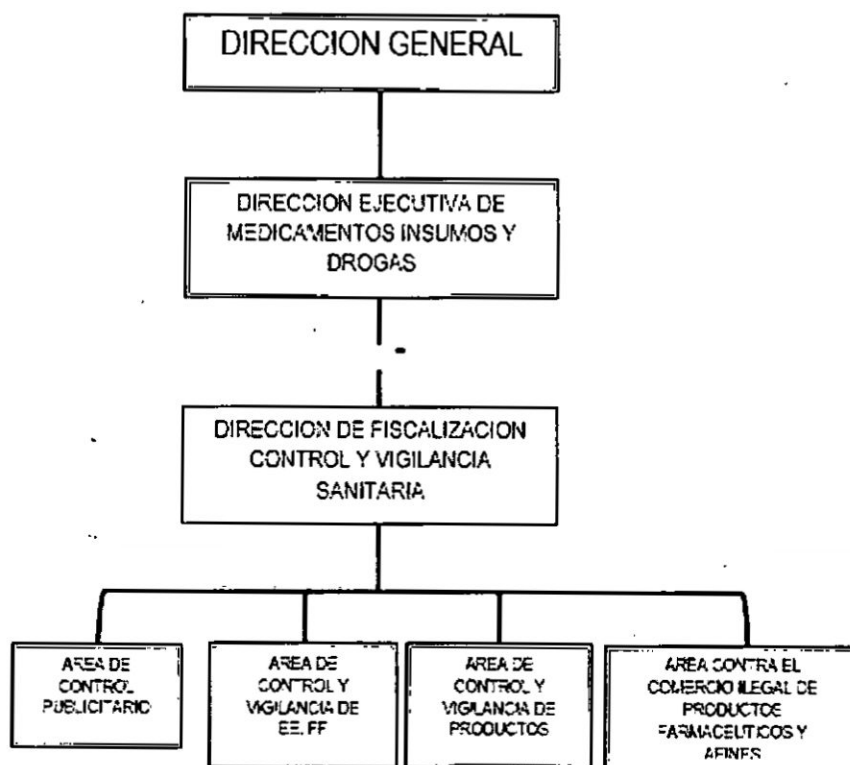 DIRECCION GENERAL
DIRECCION EJECUTIVA DE
MEDICAMENTOS INSUMOS Y
DROGAS
DIRECCION DE FISCALIZACION
CONTROL Y VIGILANCIA
SANITARIA
AREA DE
CONTROL
PUBLICITARIO
AREA DE
CONTROL Y
VIGILANCIA DE
EE. FF
AREA DE
CONTROL Y
VIGILANCIA DE
PRODUCTOS
AREA CONTRA EL
COMERCIO ILEGAL DE
PRODUCTOS
FARMACEUTICOS Y
AFINES